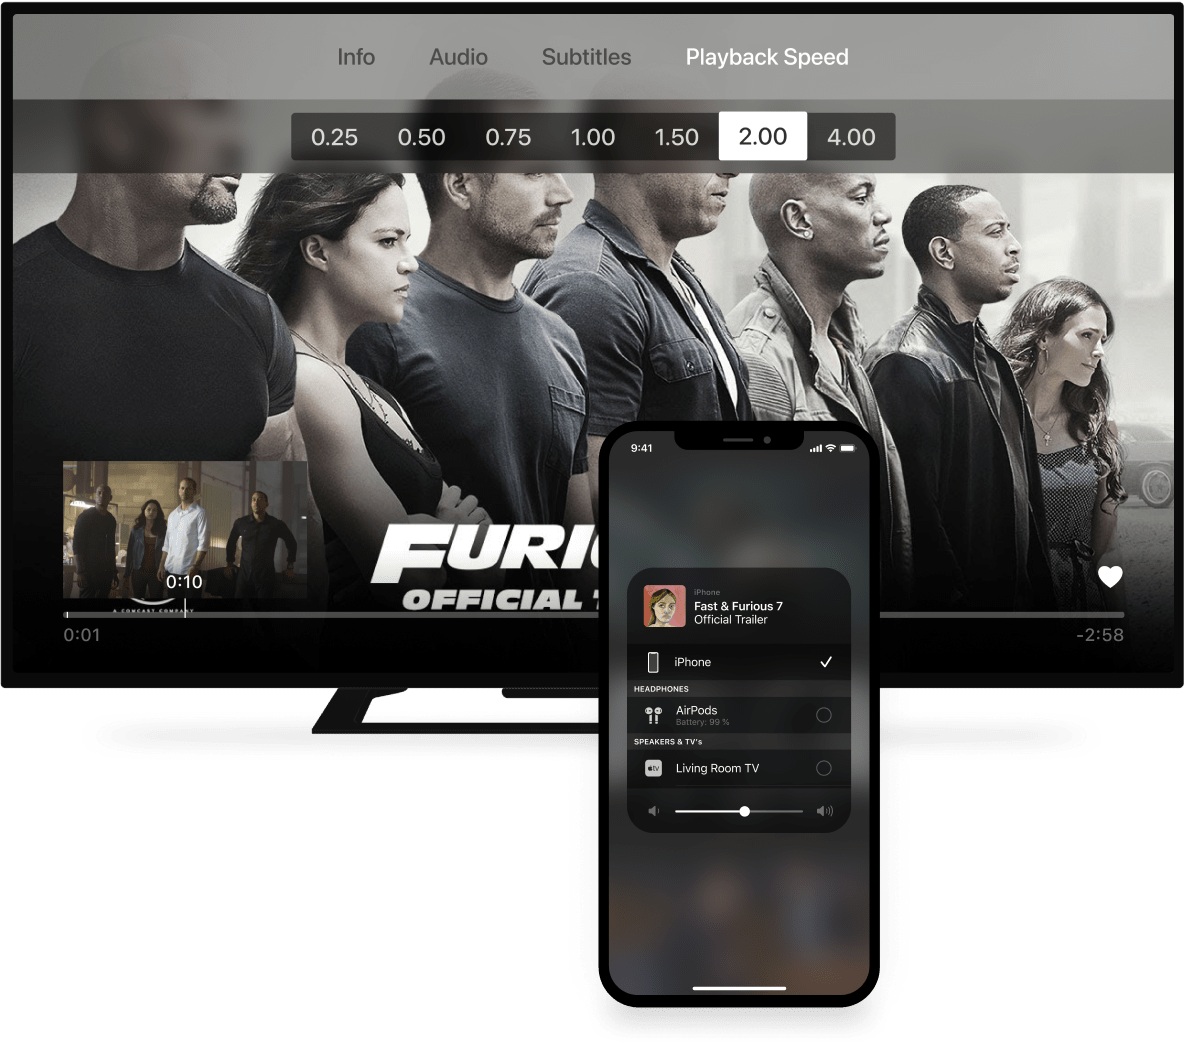 Info Audio Subtitles Playback Speed
0.25 0.50 0.75 1.00 1.50 2.00 4.00
FURI
OFFICIAL T
0:10
A COMCAST COMPANY
0:01
-2:58
9:41
iPhone
Fast & Furious 7
Official Trailer
iPhone
HEADPHONES
AirPods
Battery: 99 %
SPEAKERS & TV's
tv
Living Room TV